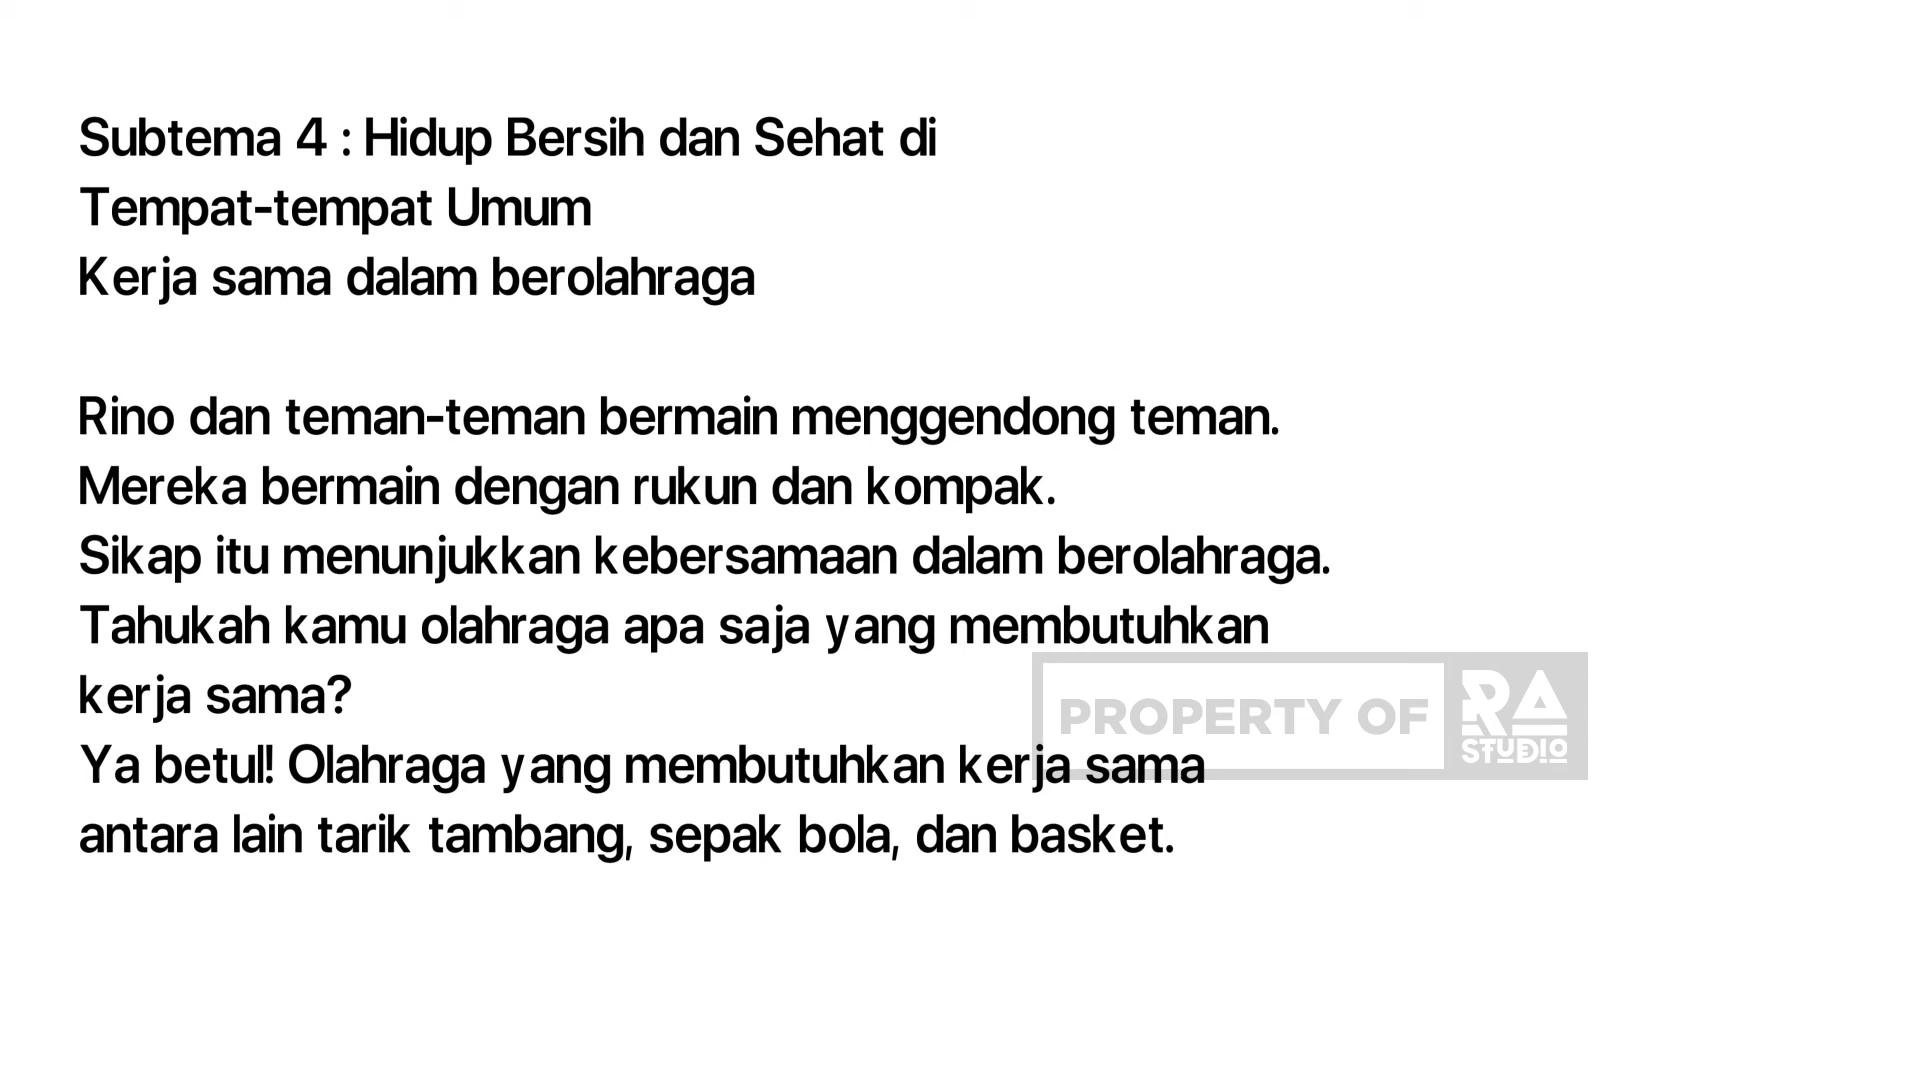 Subtema 4 : Hidup Bersih dan Sehat di
Tempat-tempat Umum
Kerja sama dalam berolahraga
Rino dan teman-teman bermain menggendong teman.
Mereka bermain dengan rukun dan kompak.
Sikap itu menunjukkan kebersamaan dalam berolahraga.
Tahukah kamu olahraga apa saja yang membutuhkan
kerja sama?
Ya betul! Olahraga yang membutuhkan kerja sama
antara lain tarik tambang, sepak bola, dan basket.
PROPERTY OF
RA
STUDIO